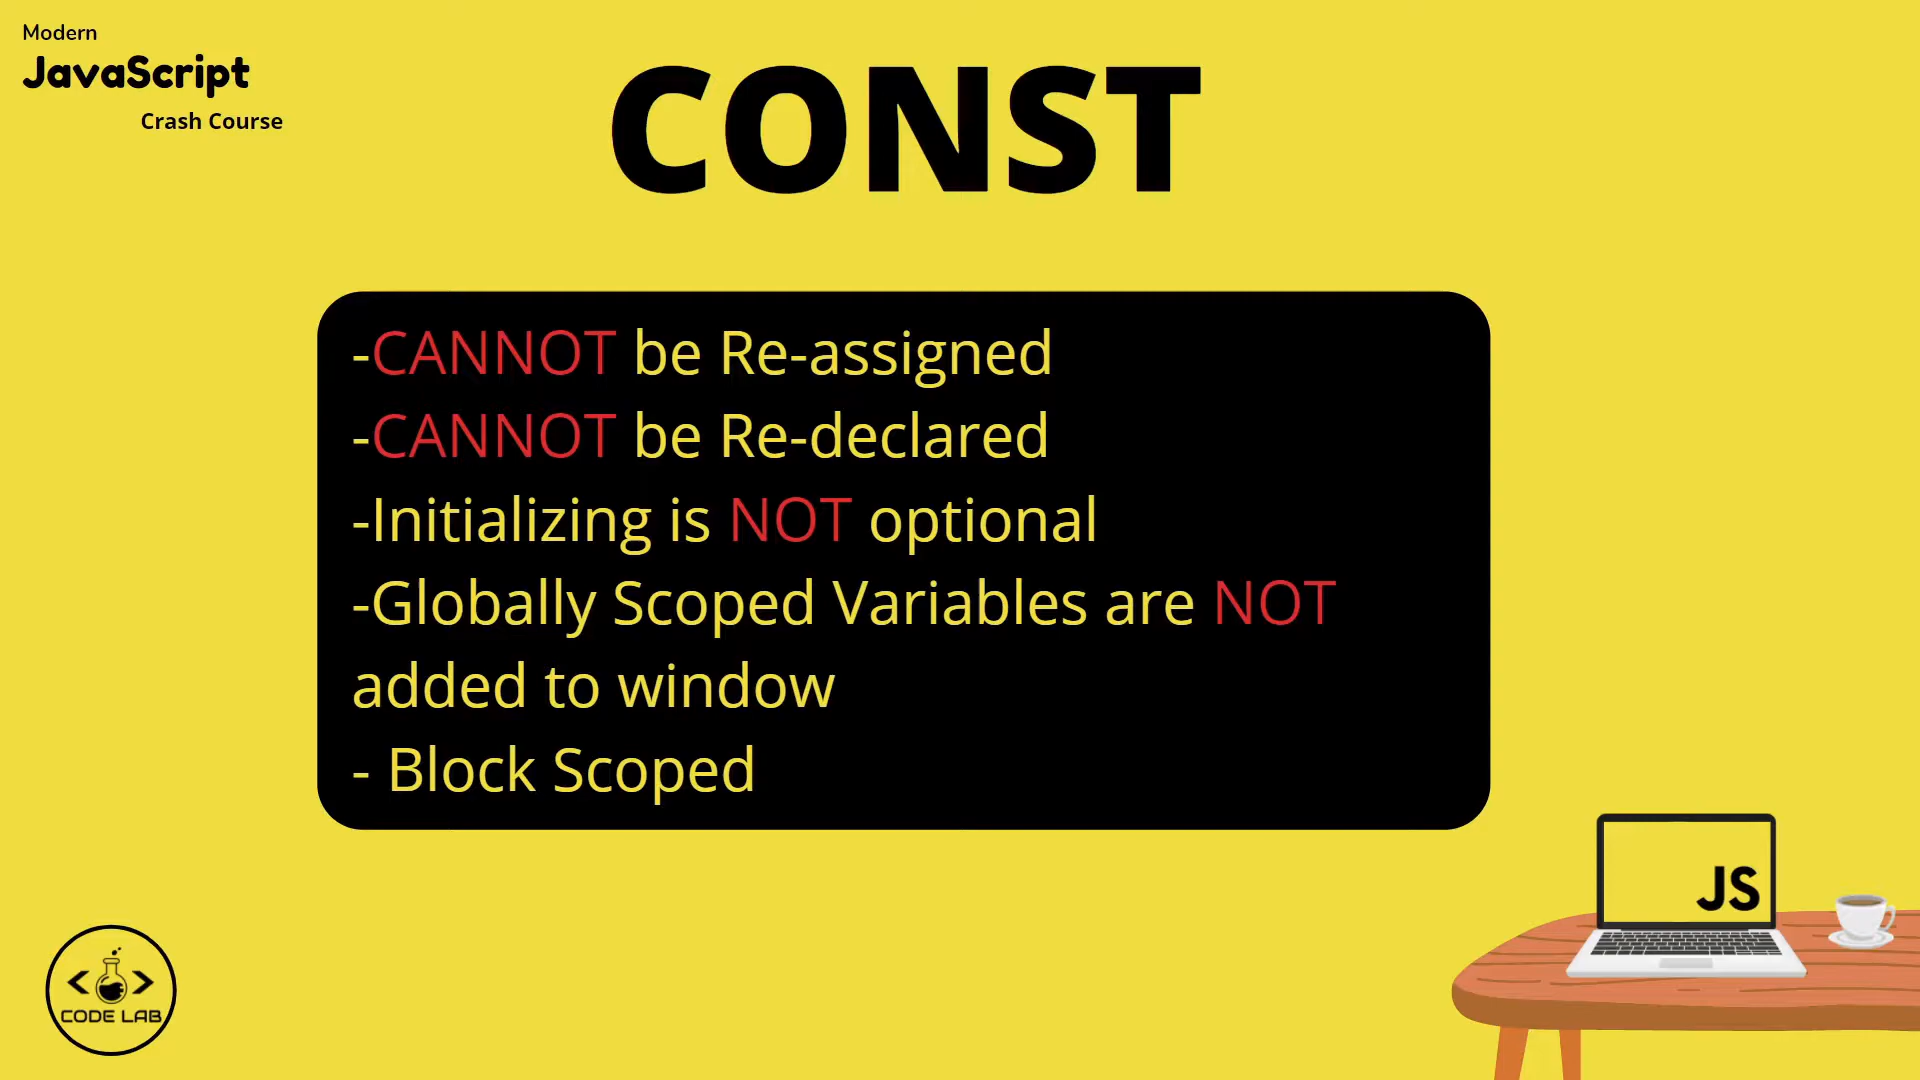 Modern
JavaScript
Crash Course
CONST
-CANNOT be Re-assigned
-CANNOT be Re-declared
-Initializing is NOT optional
-Globally Scoped Variables are NOT
added to window
- Block Scoped
JS
< >
CODE LAB